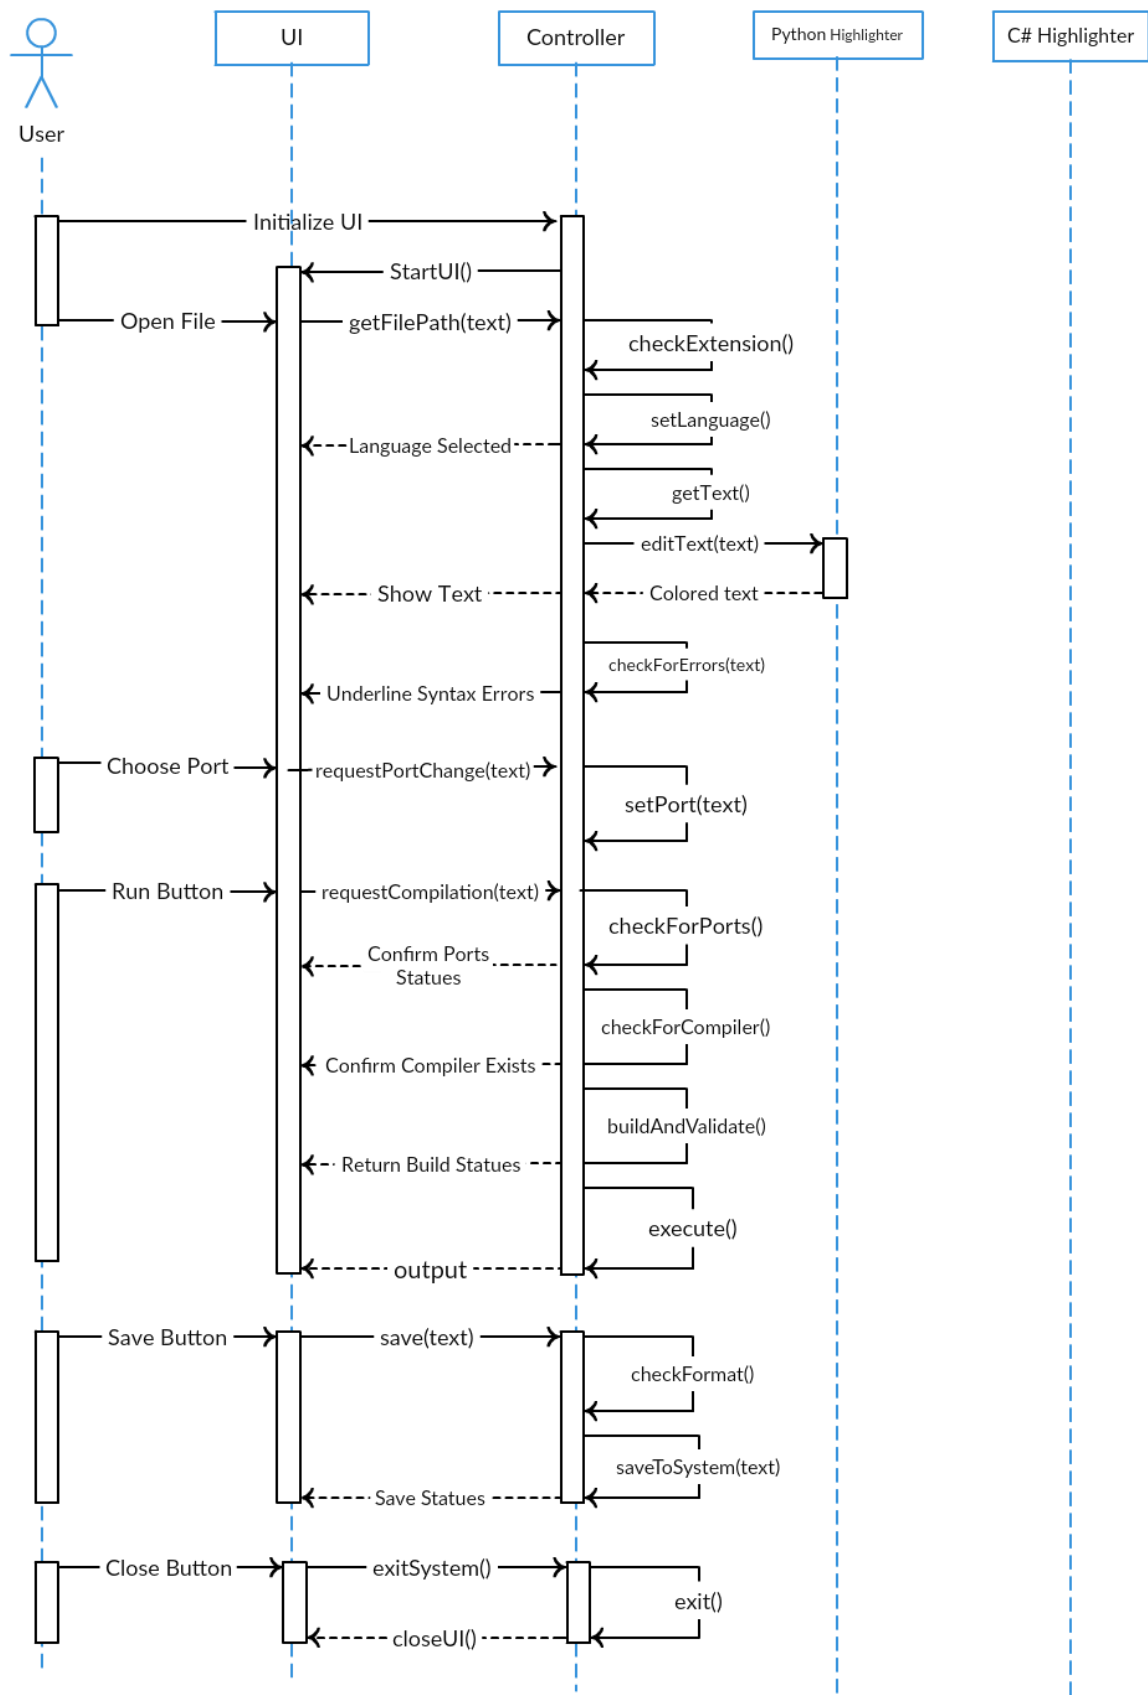 UI
Controller
Python Highlighter
C# Highlighter
User
Initialize UI
StartUI()
Open File
getFilePath(text)
checkExtension()
setLanguage()
Language Selected
getText()
editText(text)
Show Text
Colored text
checkForErrors(text)
Underline Syntax Errors
Choose Port
requestPortChange(text)
setPort(text)
Run Button
requestCompilation(text)
checkForPorts()
Confirm Ports
Statues
checkForCompiler()
Confirm Compiler Exists
buildAndValidate()
Return Build Statues
execute()
output
Save Button
save(text)
checkFormat()
saveToSystem(text)
Save Statues
Close Button
exitSystem()
exit()
closeUI()